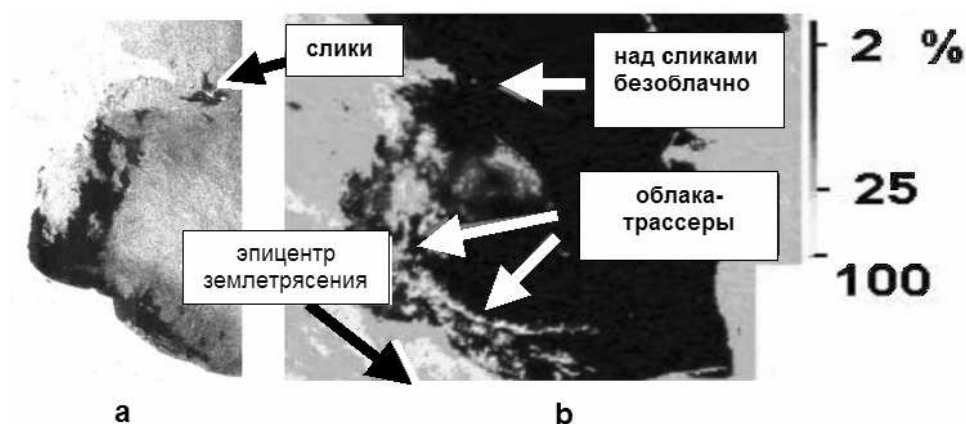 слики
над сликами
безоблачно
2 %
облака-
трассеры
25
эпицентр
землетрясения
100
a
b